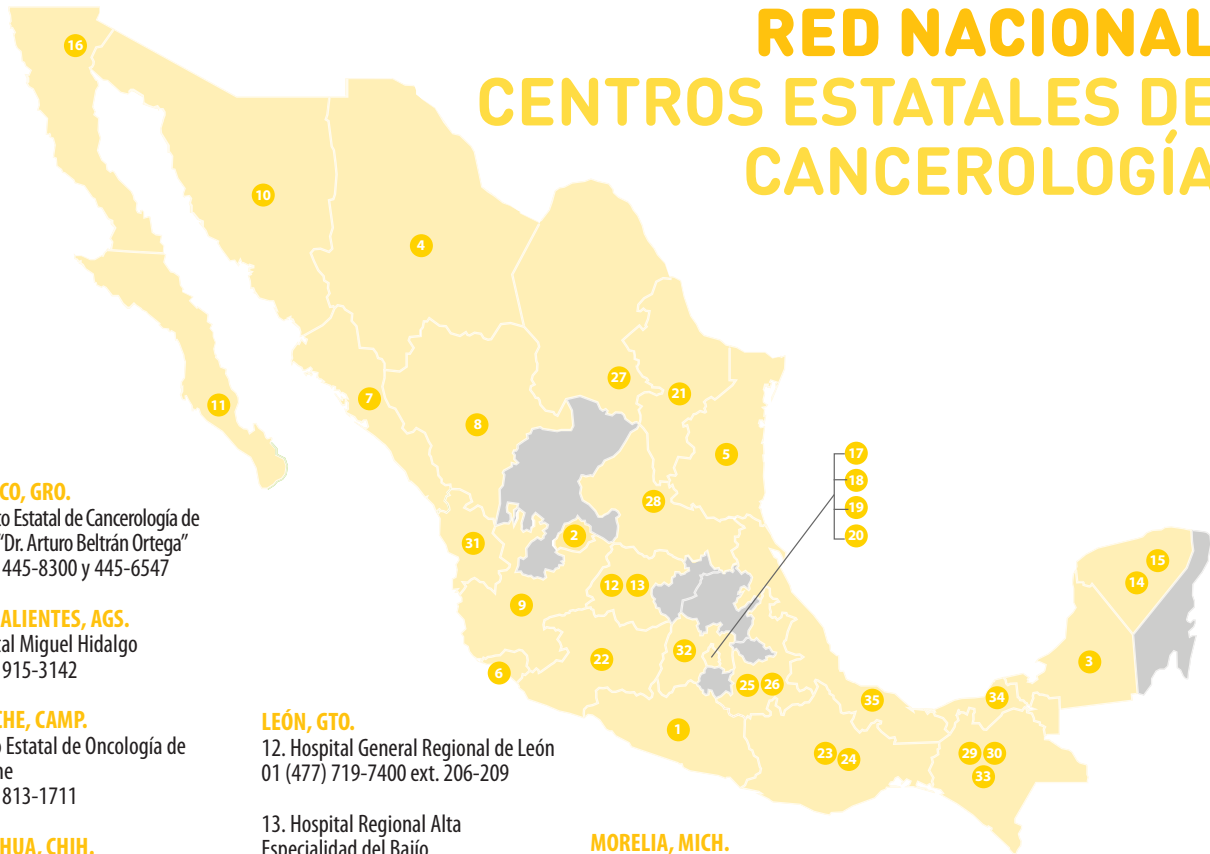 RED NACIONAL
CENTROS ESTATALES DE
CANCEROLOGÍA
16
10
4
11
7
8
27
21
5
28
31
2
12
13
9
22
32
6
25
26
1
17
18
19
20
35
23
24
34
29
30
33
3
14
15
CO, GRO.
o Estatal de Cancerología de
"Dr. Arturo Beltrán Ortega"
445-8300 y 445-6547
ALIENTES, AGS.
tal Miguel Hidalgo
915-3142
CHE, CAMP.
o Estatal de Oncología de
ne
813-1711
HUA, CHIH.
LEÓN, GTO.
12. Hospital General Regional de León
01 (477) 719-7400 ext. 206-209
13. Hospital Regional Alta
Especialidad del Bajío
MORELIA, MICH.